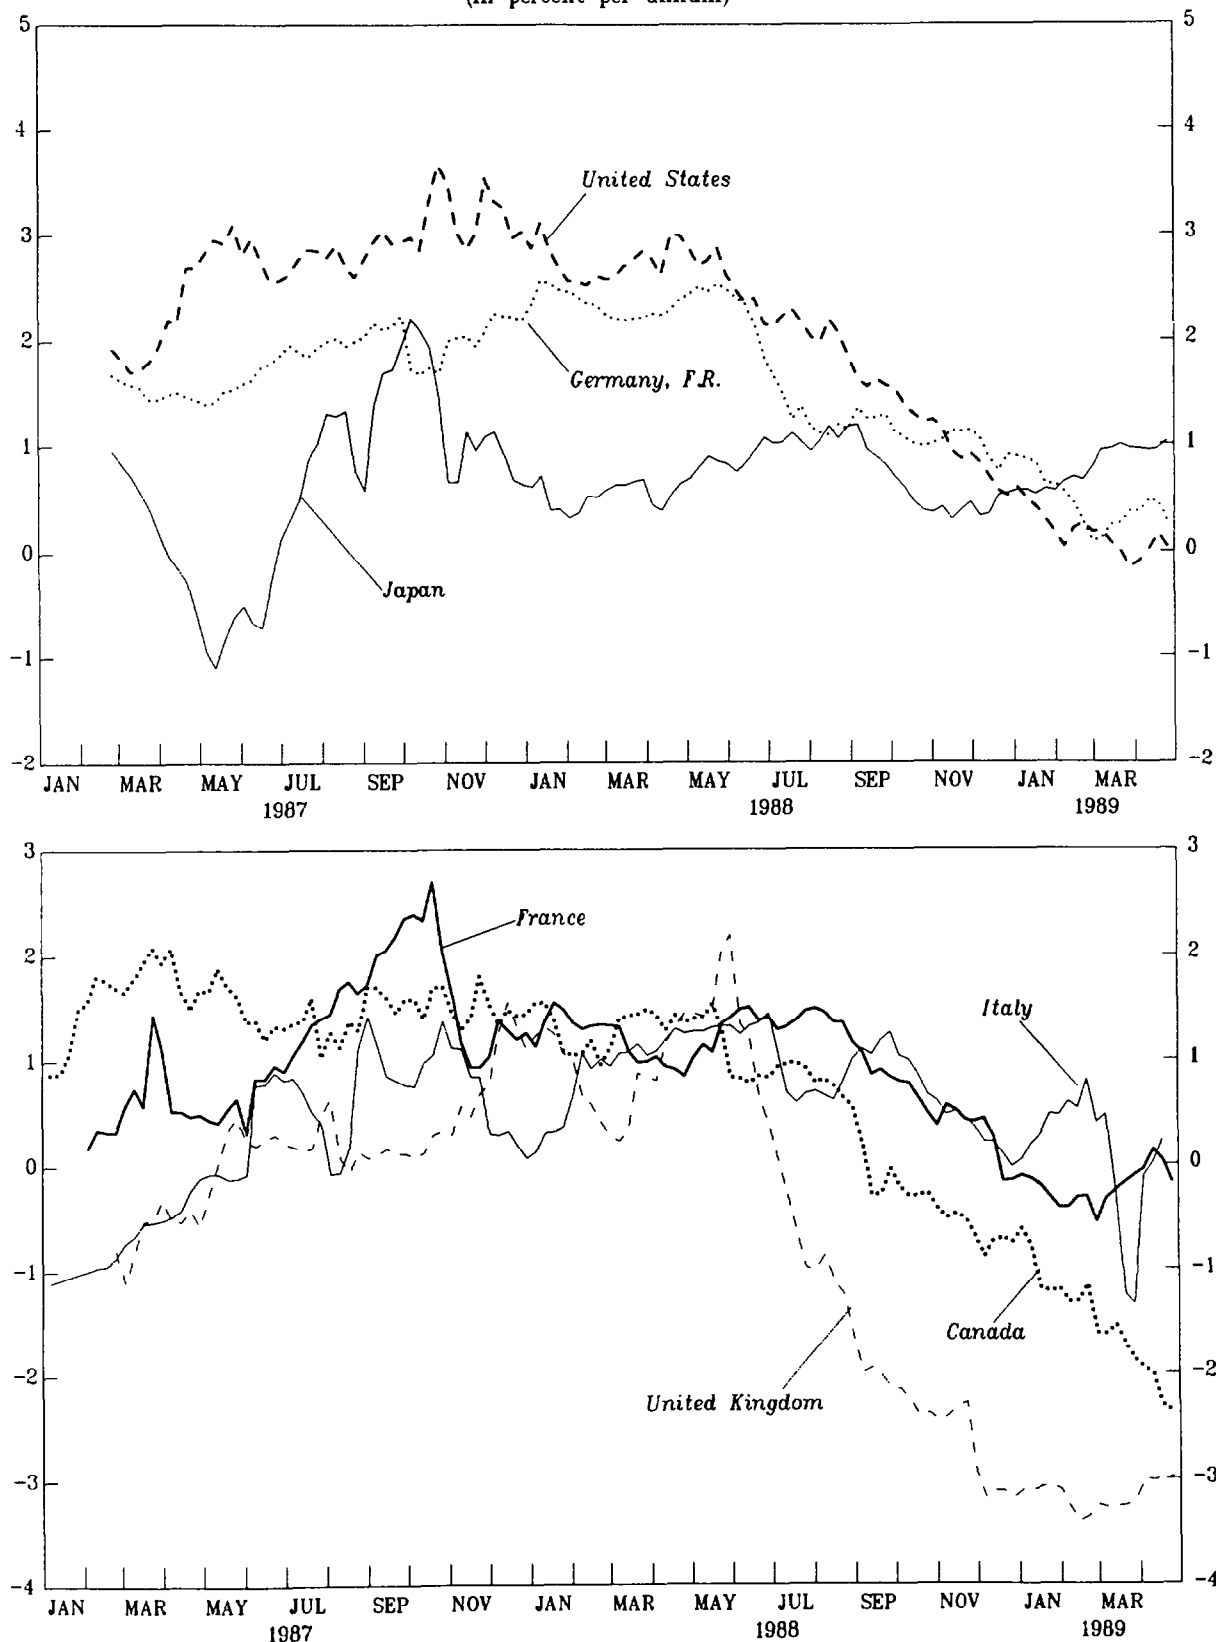 (in percent per annum)
5 5
4 4
3 3
United States
2 2
Germany, F.R.
1 1
0 0
Japan
-1 -1
-2 -2
JAN MAR MAY JUL SEP NOV JAN MAR MAY JUL SEP NOV JAN MAR
1987 1988 1989
3 3
France
2 2
Italy
1 1
0 0
-1 -1
Canada
-2 -2
United Kingdom
-3 -3
-4 -4
JAN MAR MAY JUL SEP NOV JAN MAR MAY JUL SEP NOV JAN MAR
1987 1988 1989